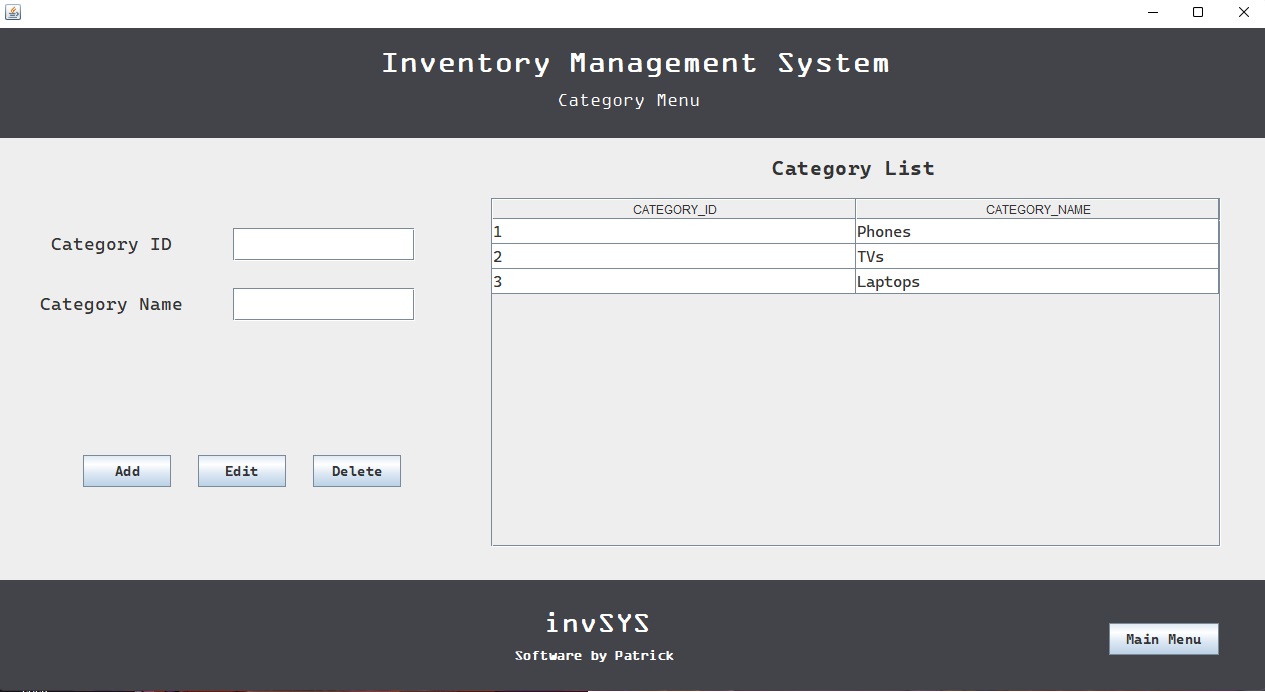 Inventory Management System
Category Menu
Category List
CATEGORY_ID CATEGORY_NAME
1 Phones
2 TVs
3 Laptops
Category ID
Category Name
Add Edit Delete
invSYS
Software by Patrick
Main Menu